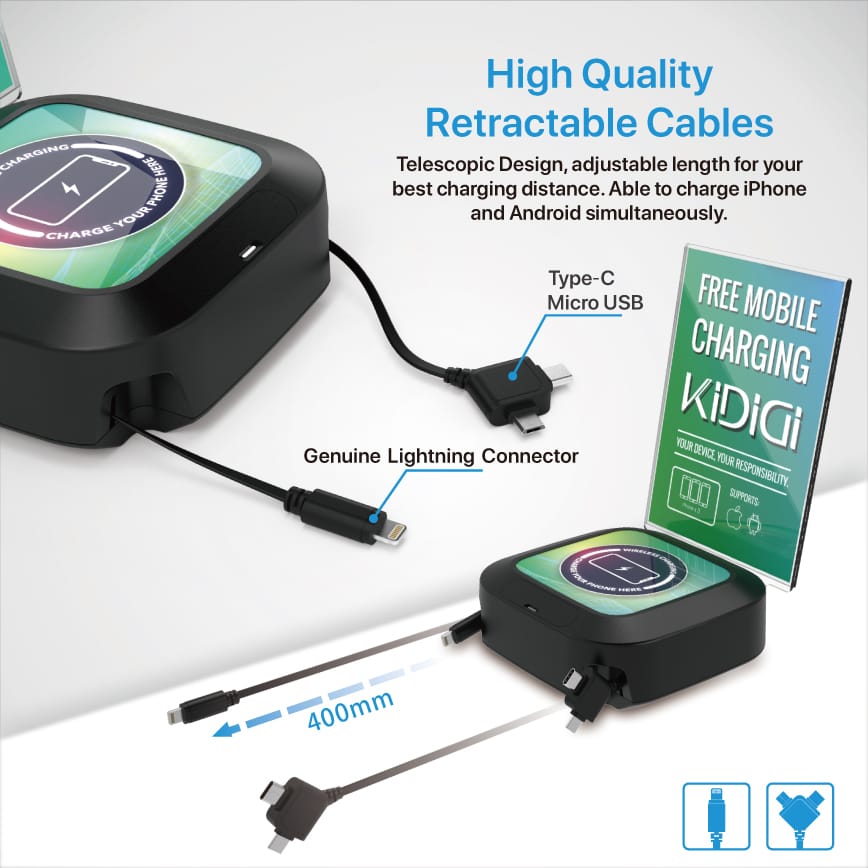 High Quality
Retractable Cables
Telescopic Design, adjustable length for your
best charging distance. Able to charge iPhone
and Android simultaneously.
CHARGING
CHARGE YOUR PHONE HERE
Type-C
Micro USB
Genuine Lightning Connector
FREE MOBILE
CHARGING
KiDiGi
YOUR DEVICE, YOUR RESPONSIBILITY.
SUPPORTS:
WIRELESS CHARGING
CHARGE YOUR PHONE HERE
400mm